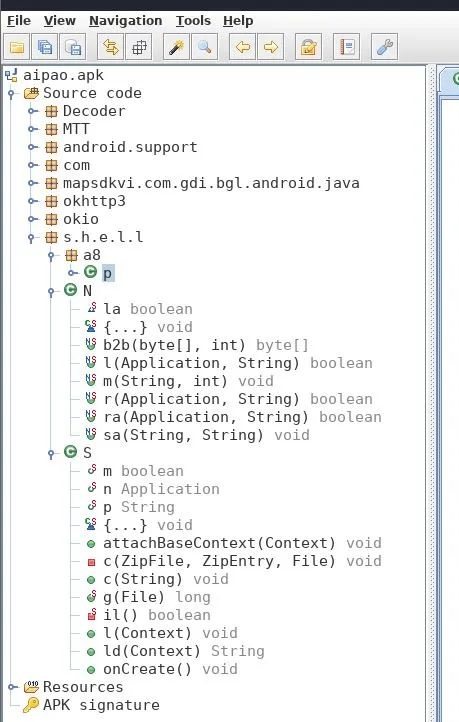 File View Navigation Tools Help
aipao.apk
Source code
Decoder
MTT
android.support
com
mapsdkvi.com.gdi.bgl.android.java
okhttp3
okio
s.h.e.l.l
a8
p
N
la boolean
{...} void
b2b(byte[], int) byte[]
l(Application, String) boolean
m(String, int) void
r(Application, String) boolean
ra(Application, String) boolean
sa(String, String) void
S
m boolean
n Application
p String
{...} void
attachBaseContext(Context) void
c(ZipFile, ZipEntry, File) void
c(String) void
g(File) long
il() boolean
l(Context) void
ld(Context) String
onCreate() void
Resources
APK signature